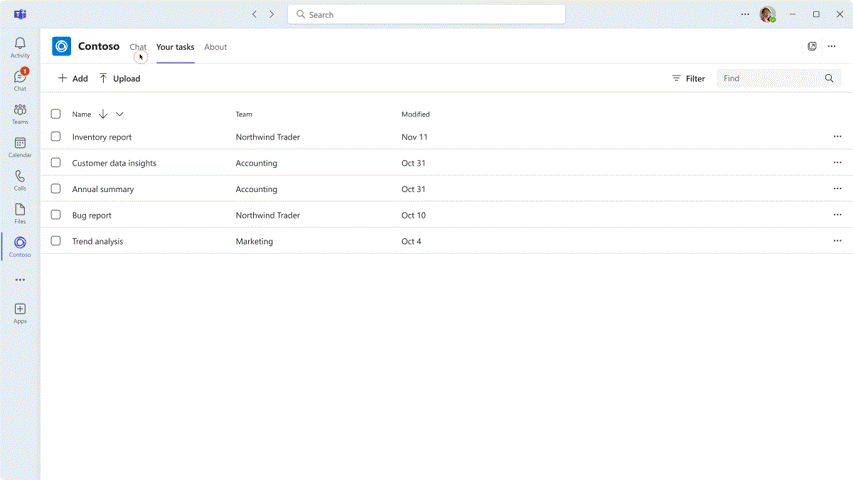 Search
Activity
Chat
1
Teams
Calendar
Calls
Files
Contoso
Apps
Contoso Chat Your tasks About
Add Upload Filter Find
Name Team Modified
Inventory report Northwind Trader Nov 11
Customer data insights Accounting Oct 31
Annual summary Accounting Oct 31
Bug report Northwind Trader Oct 10
Trend analysis Marketing Oct 4